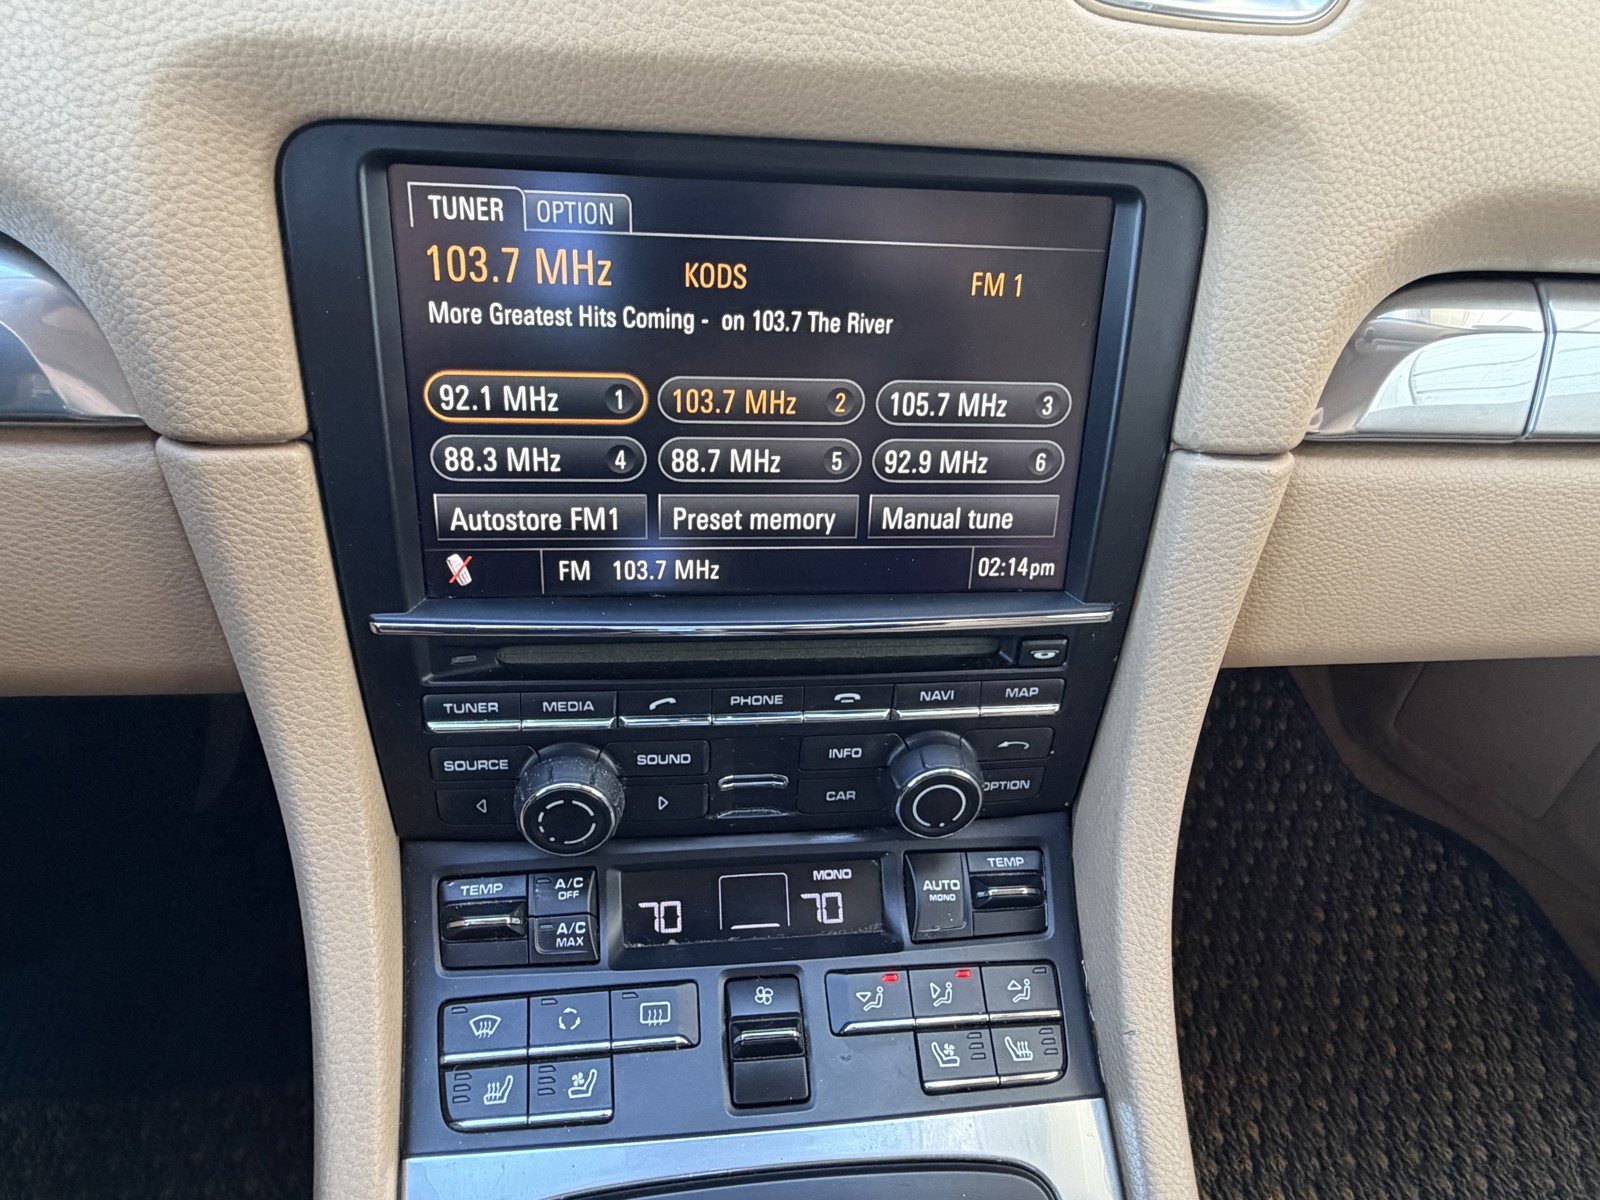 TUNER OPTION
103.7 MHz KODS FM 1
More Greatest Hits Coming - on 103.7 The River
92.1 MHz 1 103.7 MHz 2 105.7 MHz 3
88.3 MHz 4 88.7 MHz 5 92.9 MHz 6
Autostore FM1 Preset memory Manual tune
FM 103.7 MHz 02:14pm
TUNER MEDIA PHONE NAVI MAP
SOURCE SOUND INFO
CAR OPTION
TEMP A/C OFF MONO AUTO MONO TEMP
70 70
A/C MAX